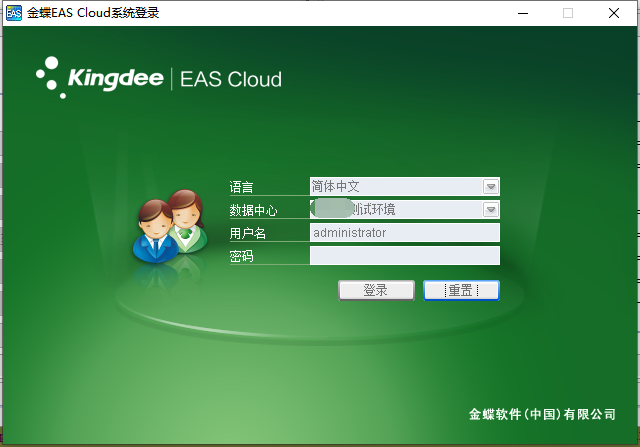 EAS 金蝶EAS Cloud系统登录
Kingdee | EAS Cloud
语言 简体中文
数据中心 测试环境
用户名 administrator
密码
登录 重置
金蝶软件(中国)有限公司